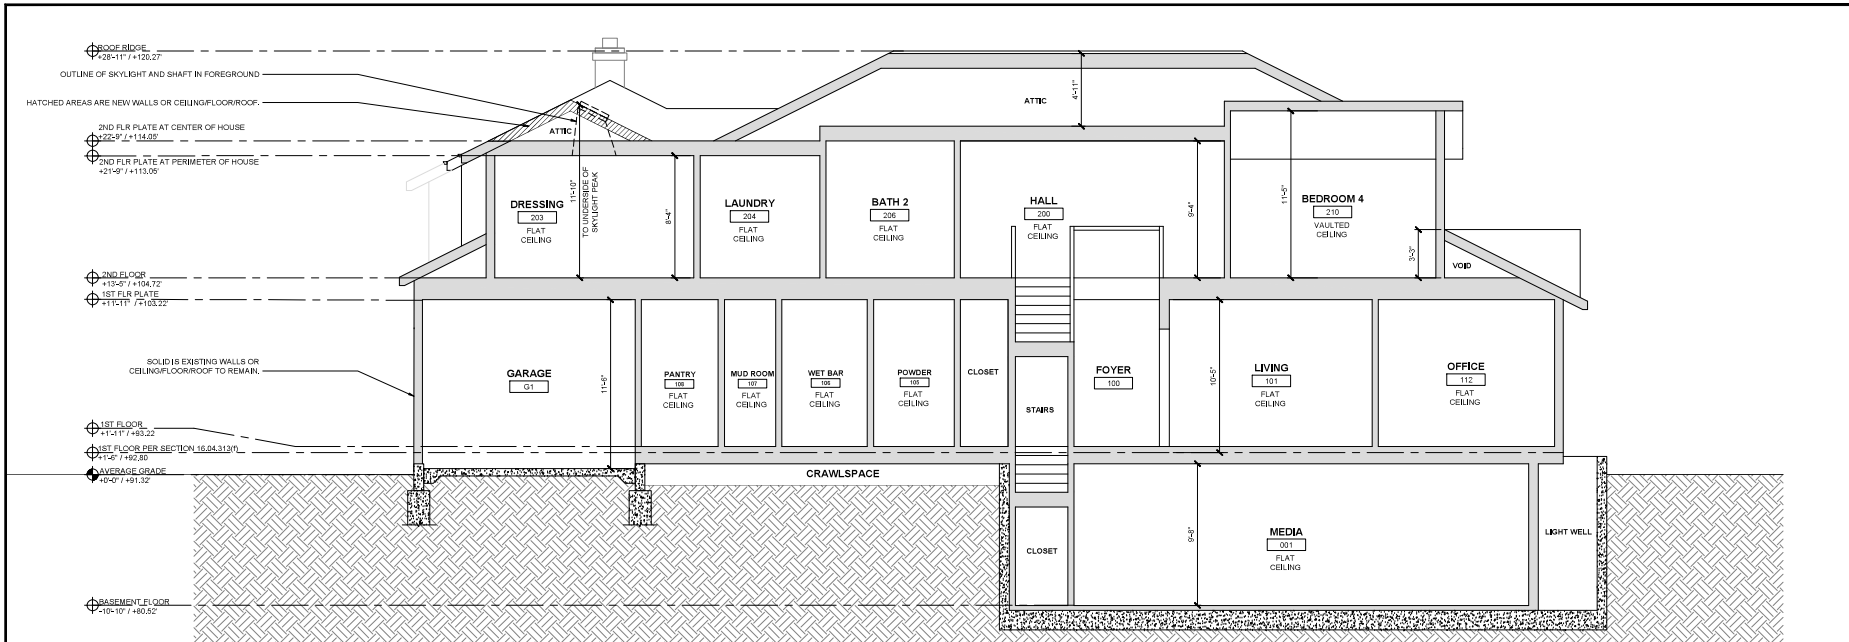 ROOF RIDGE
+28'-11" / +120.27'
OUTLINE OF SKYLIGHT AND SHAFT IN FOREGROUND
HATCHED AREAS ARE NEW WALLS OR CEILING/FLOOR/ROOF.
2ND FLR PLATE AT CENTER OF HOUSE
+22'-9" / +114.05'
2ND FLR PLATE AT PERIMETER OF HOUSE
+21'-9" / +113.05'
2ND FLOOR
+13'-5" / +104.72'
1ST FLR PLATE
+11'-11" / +103.22'
SOLID IS EXISTING WALLS OR
CEILING/FLOOR/ROOF TO REMAIN.
1ST FLOOR
+1'-11" / +93.22
1ST FLOOR PER SECTION 16.04.313(f)
+1'-6" / +92.80
AVERAGE GRADE
+0'-0" / +91.32'
BASEMENT FLOOR
-10'-10" / +80.52'
ATTIC
ATTIC
4'-11"
DRESSING
203
FLAT
CEILING
11'-10"
TO UNDERSIDE OF
SKYLIGHT PEAK
8'-4"
LAUNDRY
204
FLAT
CEILING
BATH 2
206
FLAT
CEILING
HALL
200
FLAT
CEILING
9'-4"
11'-5"
BEDROOM 4
210
VAULTED
CEILING
3'-3"
VOID
GARAGE
G1
11'-6"
PANTRY
108
FLAT
CEILING
MUD ROOM
107
FLAT
CEILING
WET BAR
106
FLAT
CEILING
POWDER
105
FLAT
CEILING
CLOSET
STAIRS
FOYER
100
10'-5"
LIVING
101
FLAT
CEILING
OFFICE
112
FLAT
CEILING
CRAWLSPACE
CLOSET
9'-8"
MEDIA
001
FLAT
CEILING
LIGHT WELL